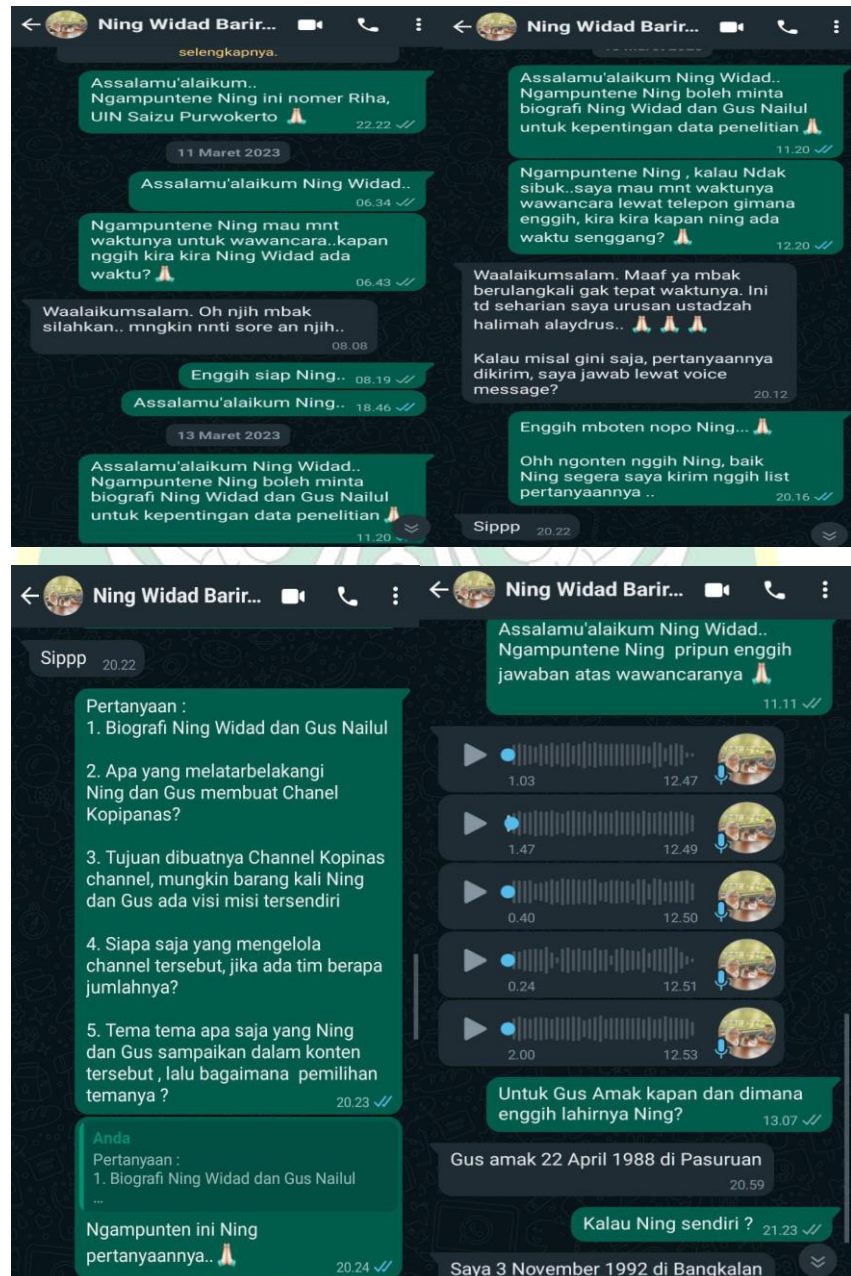 Ning Widad Barir...
selengkapnya.
Assalamu'alaikum..
Ngampuntene Ning ini nomer Riha,
UIN Saizu Purwokerto 🙏🏻
22.22
11 Maret 2023
Assalamu'alaikum Ning Widad..
06.34
Ngampuntene Ning mau mnt
waktunya untuk wawancara..kapan
nggih kira kira Ning Widad ada
waktu? 🙏🏻
06.43
Waalaikumsalam. Oh njih mbak
silahkan.. mngkin nnti sore an njih..
08.08
Enggih siap Ning.. 08.19
Assalamu'alaikum Ning.. 18.46
13 Maret 2023
Assalamu'alaikum Ning Widad..
Ngampuntene Ning boleh minta
biografi Ning Widad dan Gus Nailul
untuk kepentingan data penelitian 🙏🏻
11.20
Ning Widad Barir...
Assalamu'alaikum Ning Widad..
Ngampuntene Ning boleh minta
biografi Ning Widad dan Gus Nailul
untuk kepentingan data penelitian 🙏🏻
11.20
Ngampuntene Ning , kalau Ndak
sibuk..saya mau mnt waktunya
wawancara lewat telepon gimana
enggih, kira kira kapan ning ada
waktu senggang? 🙏🏻
12.20
Waalaikumsalam. Maaf ya mbak
berulangkali gak tepat waktunya. Ini
td seharian saya urusan ustadzah
halimah alaydrus.. 🙏🏻 🙏🏻 🙏🏻
Kalau misal gini saja, pertanyaannya
dikirim, saya jawab lewat voice
message?
20.12
Enggih mboten nopo Ning... 🙏🏻
Ohh ngonten nggih Ning, baik
Ning segera saya kirim nggih list
pertanyaannya ..
20.16
Sippp 20.22
Ning Widad Barir...
Sippp 20.22
Pertanyaan :
1. Biografi Ning Widad dan Gus Nailul
2. Apa yang melatarbelakangi
Ning dan Gus membuat Chanel
Kopipanas?
3. Tujuan dibuatnya Channel Kopinas
channel, mungkin barang kali Ning
dan Gus ada visi misi tersendiri
4. Siapa saja yang mengelola
channel tersebut, jika ada tim berapa
jumlahnya?
5. Tema tema apa saja yang Ning
dan Gus sampaikan dalam konten
tersebut , lalu bagaimana pemilihan
temanya ?
20.23
Anda
Pertanyaan :
1. Biografi Ning Widad dan Gus Nailul
...
Ngampunten ini Ning
pertanyaannya.. 🙏🏻
20.24
Ning Widad Barir...
Assalamu'alaikum Ning Widad..
Ngampuntene Ning pripun enggih
jawaban atas wawancaranya 🙏🏻
11.11
1.03 12.47
1.47 12.49
0.40 12.50
0.24 12.51
2.00 12.53
Untuk Gus Amak kapan dan dimana
enggih lahirnya Ning?
13.07
Gus amak 22 April 1988 di Pasuruan
20.59
Kalau Ning sendiri ? 21.23
Saya 3 November 1992 di Bangkalan